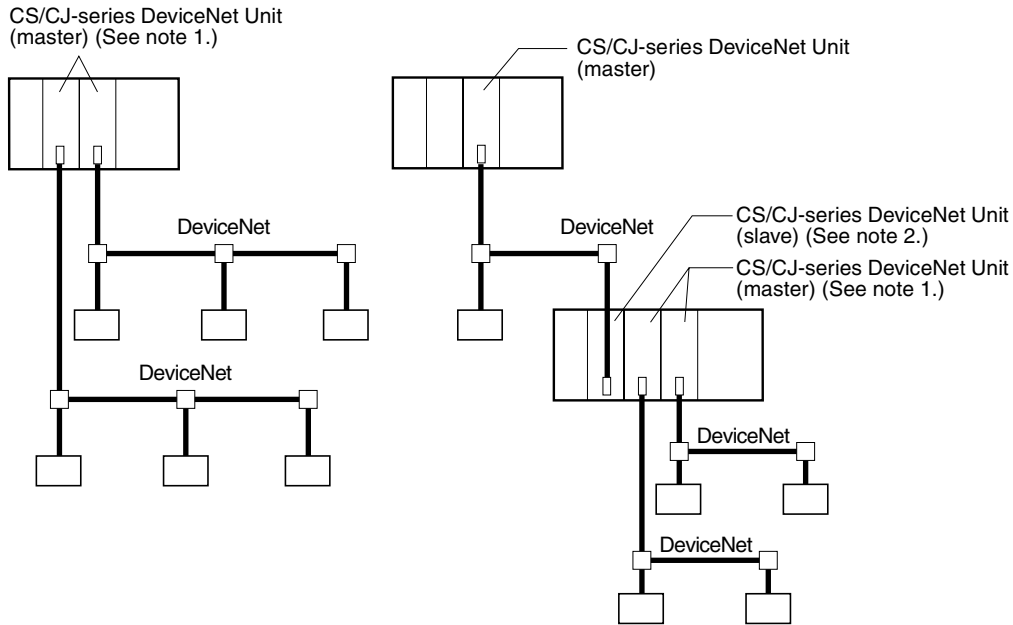 CS/CJ-series DeviceNet Unit
(master) (See note 1.)
DeviceNet
DeviceNet
CS/CJ-series DeviceNet Unit
(master)
DeviceNet
CS/CJ-series DeviceNet Unit
(slave) (See note 2.)
CS/CJ-series DeviceNet Unit
(master) (See note 1.)
DeviceNet
DeviceNet